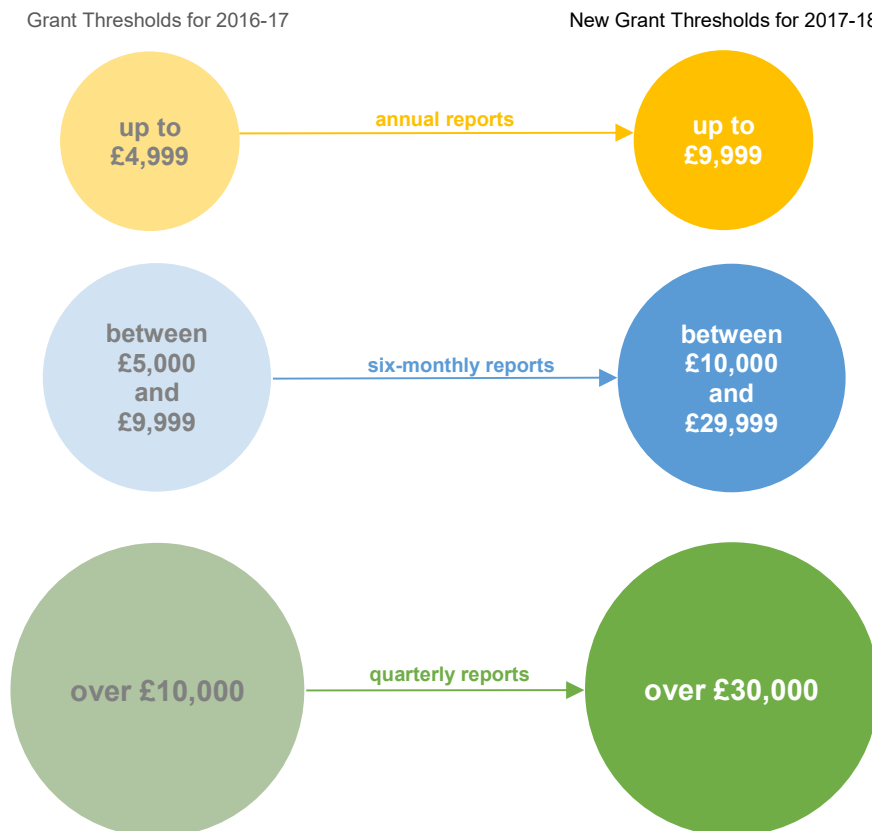 Grant Thresholds for 2016-17
New Grant Thresholds for 2017-18
up to
£4,999
annual reports
up to
£9,999
between
£5,000
and
£9,999
six-monthly reports
between
£10,000
and
£29,999
over £10,000
quarterly reports
over £30,000